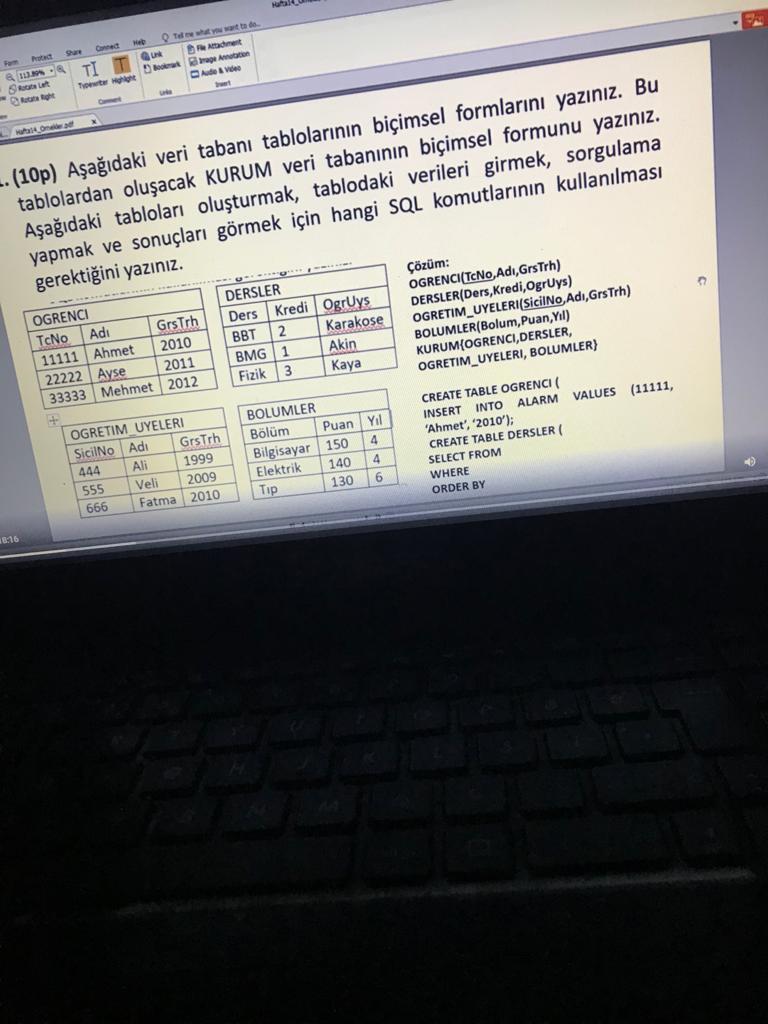 Hafta14_
Form Protect Share Connect Help Tell me what you want to do..
113.89%
Rotate Left
Rotate Right
Typewriter Highlight
Comment
Link
Bookmark
Links
File Attachment
Image Annotation
Audio & Video
Insert
Hafta14_Ornekler.pdf x
(10p) Aşağıdaki veri tabanı tablolarının biçimsel formlarını yazınız. Bu
tablolardan oluşacak KURUM veri tabanının biçimsel formunu yazınız.
Aşağıdaki tabloları oluşturmak, tablodaki verileri girmek, sorgulama
yapmak ve sonuçları görmek için hangi SQL komutlarının kullanılması
gerektiğini yazınız.
OGRENCI
TcNo Adı GrsTrh
11111 Ahmet 2010
22222 Ayse 2011
33333 Mehmet 2012
DERSLER
Ders Kredi OgrUys
BBT 2 Karakose
BMG 1 Akin
Fizik 3 Kaya
OGRETIM_UYELERI
SicilNo Adı GrsTrh
444 Ali 1999
555 Veli 2009
666 Fatma 2010
BOLUMLER
Bölüm Puan Yıl
Bilgisayar 150 4
Elektrik 140 4
Tıp 130 6
Çözüm:
OGRENCI(TcNo,Adı,GrsTrh)
DERSLER(Ders,Kredi,OgrUys)
OGRETIM_UYELERI(SicilNo,Adı,GrsTrh)
BOLUMLER(Bolum,Puan,Yıl)
KURUM{OGRENCI,DERSLER,
OGRETIM_UYELERI, BOLUMLER}
CREATE TABLE OGRENCI (
INSERT INTO ALARM VALUES (11111,
‘Ahmet’, ‘2010’);
CREATE TABLE DERSLER (
SELECT FROM
WHERE
ORDER BY
8:16